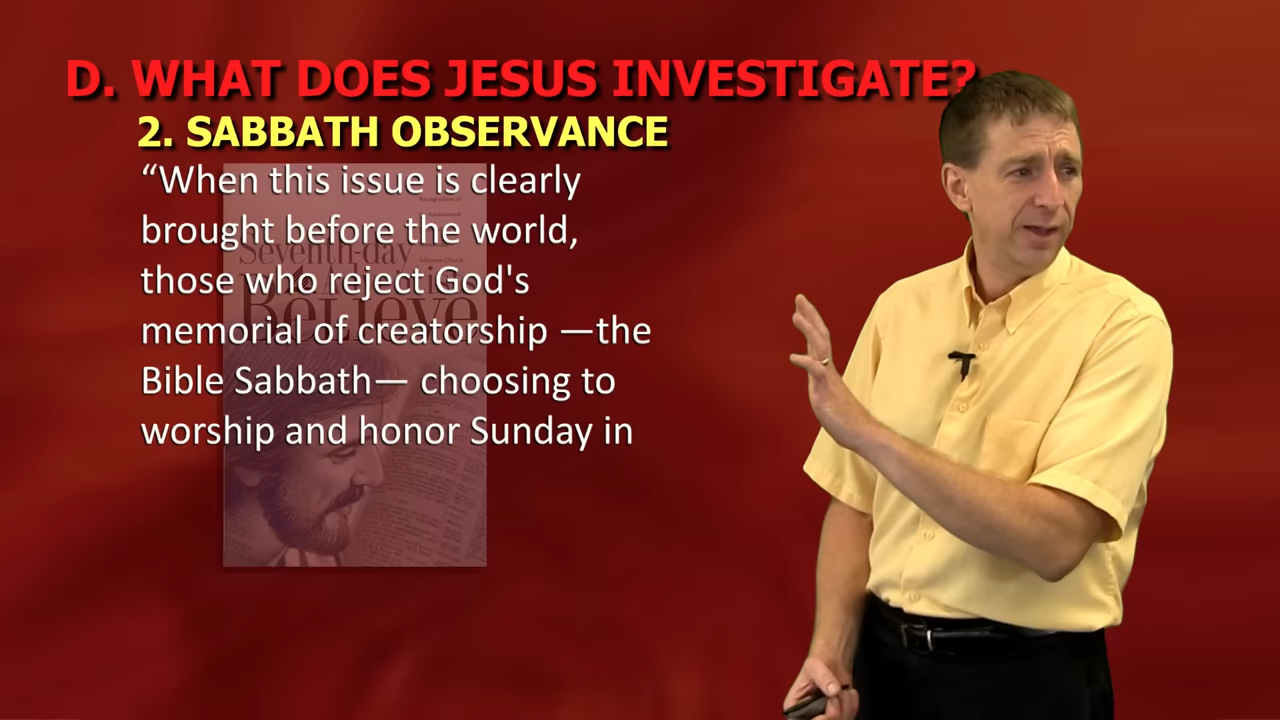 D. WHAT DOES JESUS INVESTIGATE?
2. SABBATH OBSERVANCE
“When this issue is clearly
brought before the world,
those who reject God's
memorial of creatorship —the
Bible Sabbath— choosing to
worship and honor Sunday in
Seventh-day
Believe